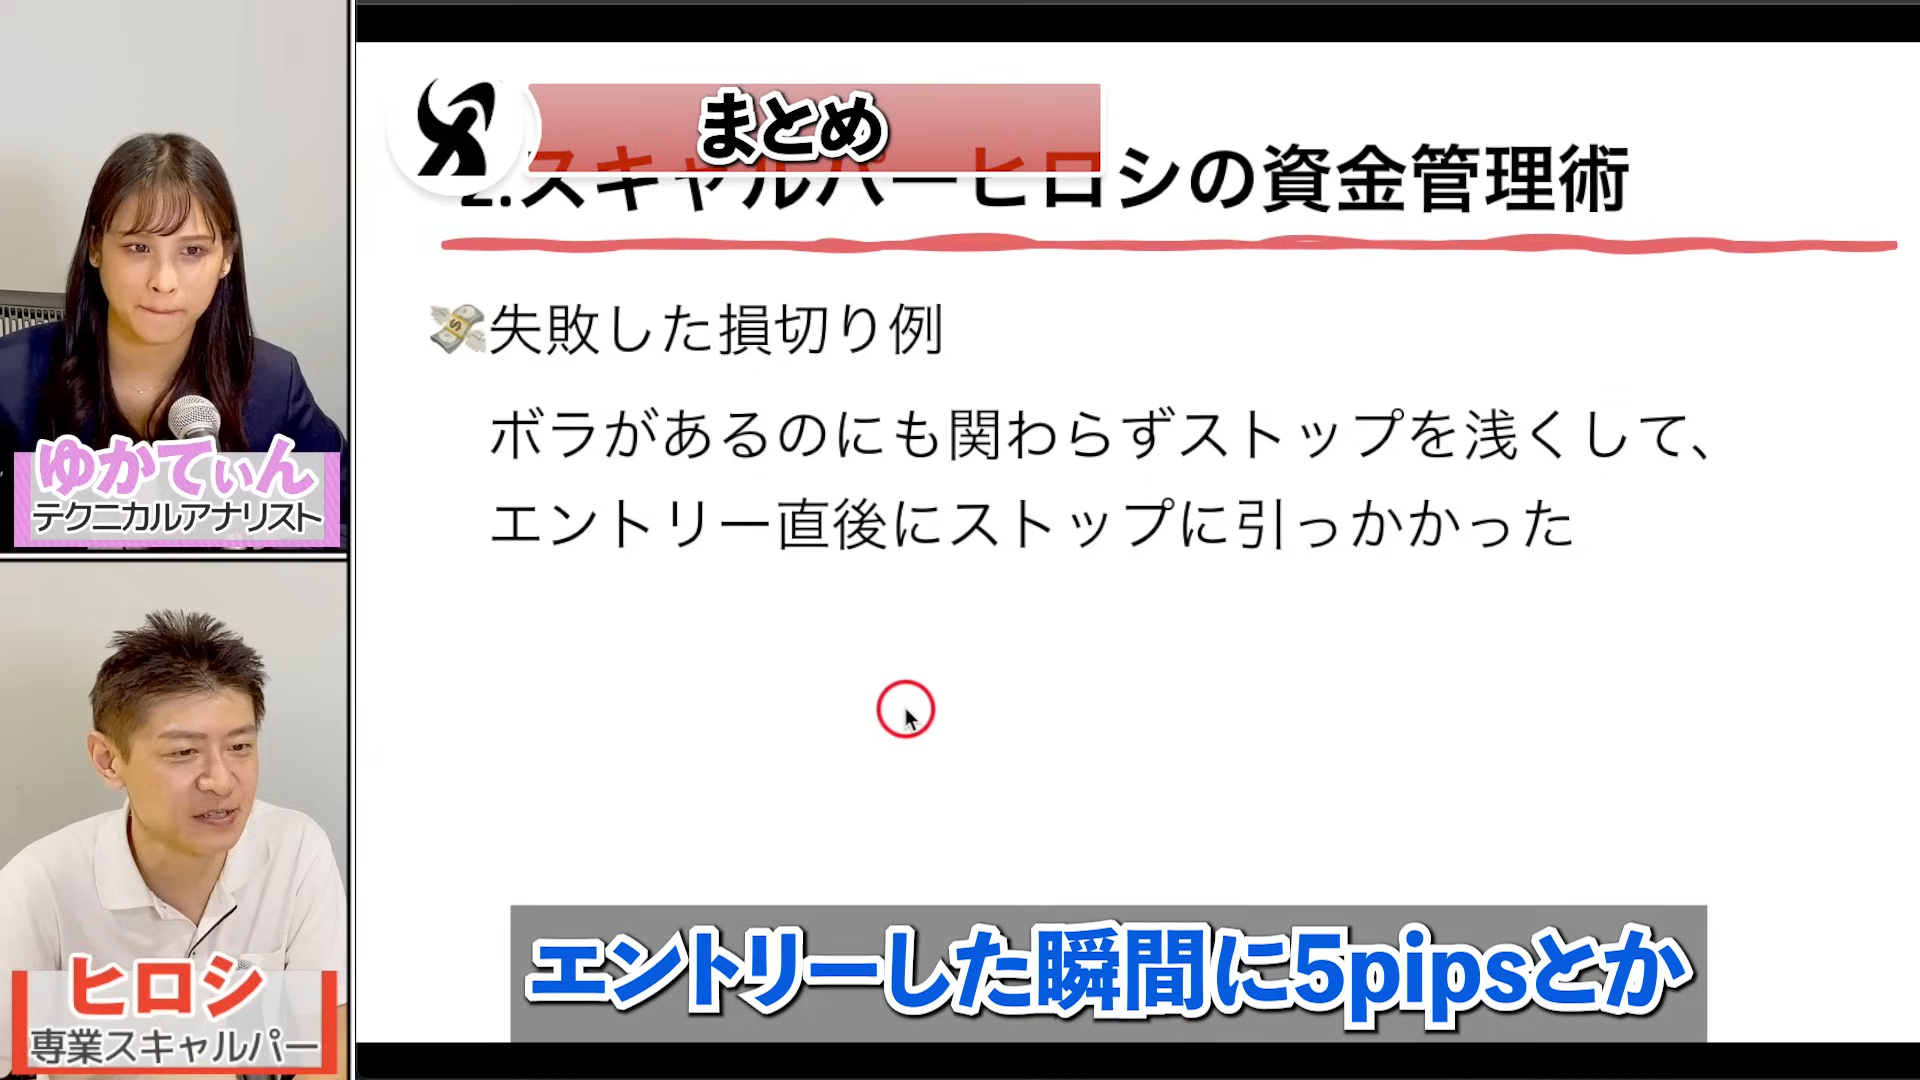 まとめ
2.スキャルパーヒロシの資金管理術
失敗した損切り例
ボラがあるのにも関わらずストップを浅くして、
エントリー直後にストップに引っかかった
ゆかてぃん
テクニカルアナリスト
ヒロシ
専業スキャルパー
エントリーした瞬間に5pipsとか